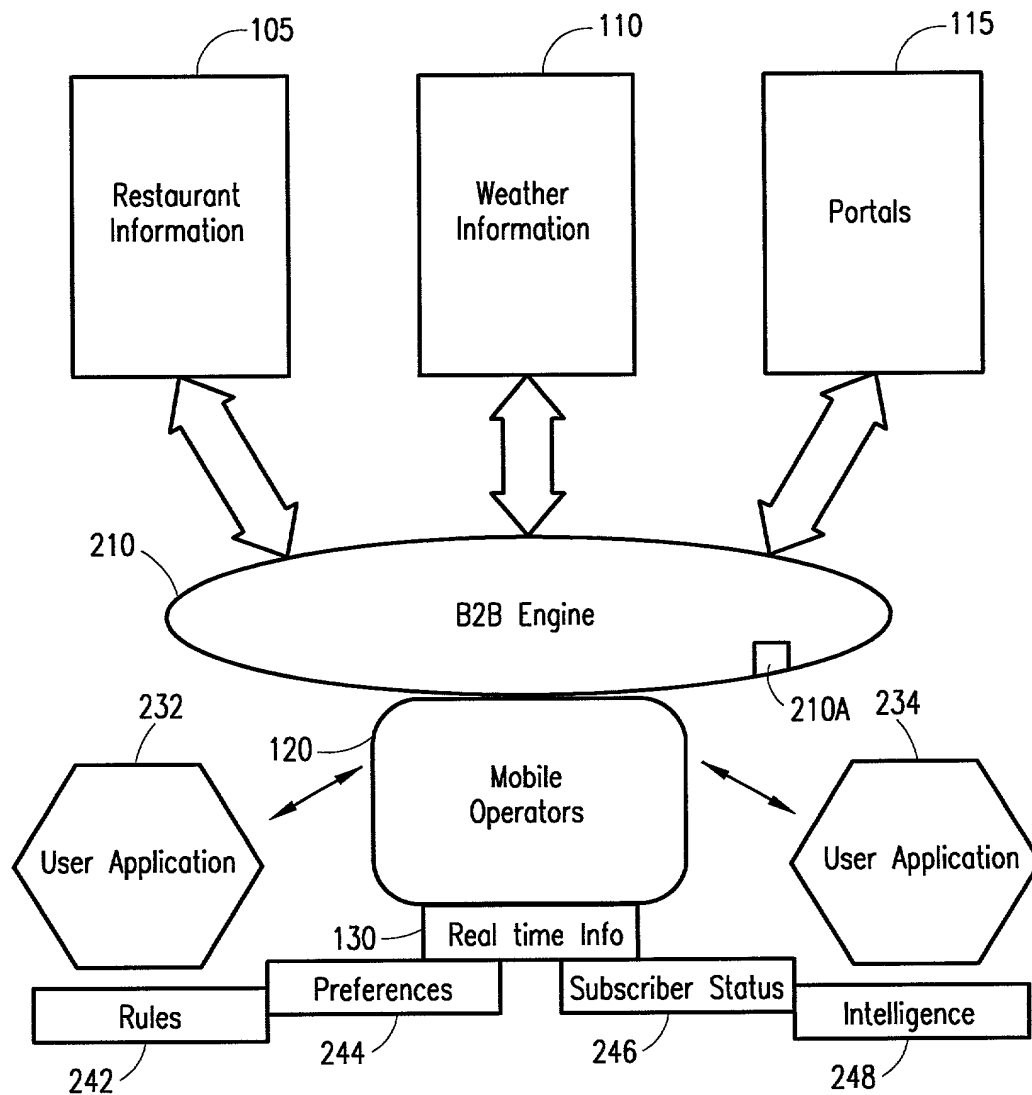 105
110
115
Restaurant
Information
Weather
Information
Portals
210
B2B Engine
210A
232
234
120
Mobile
Operators
User Application
User Application
130
Real time Info
Preferences
Subscriber Status
Rules
Intelligence
242
244
246
248